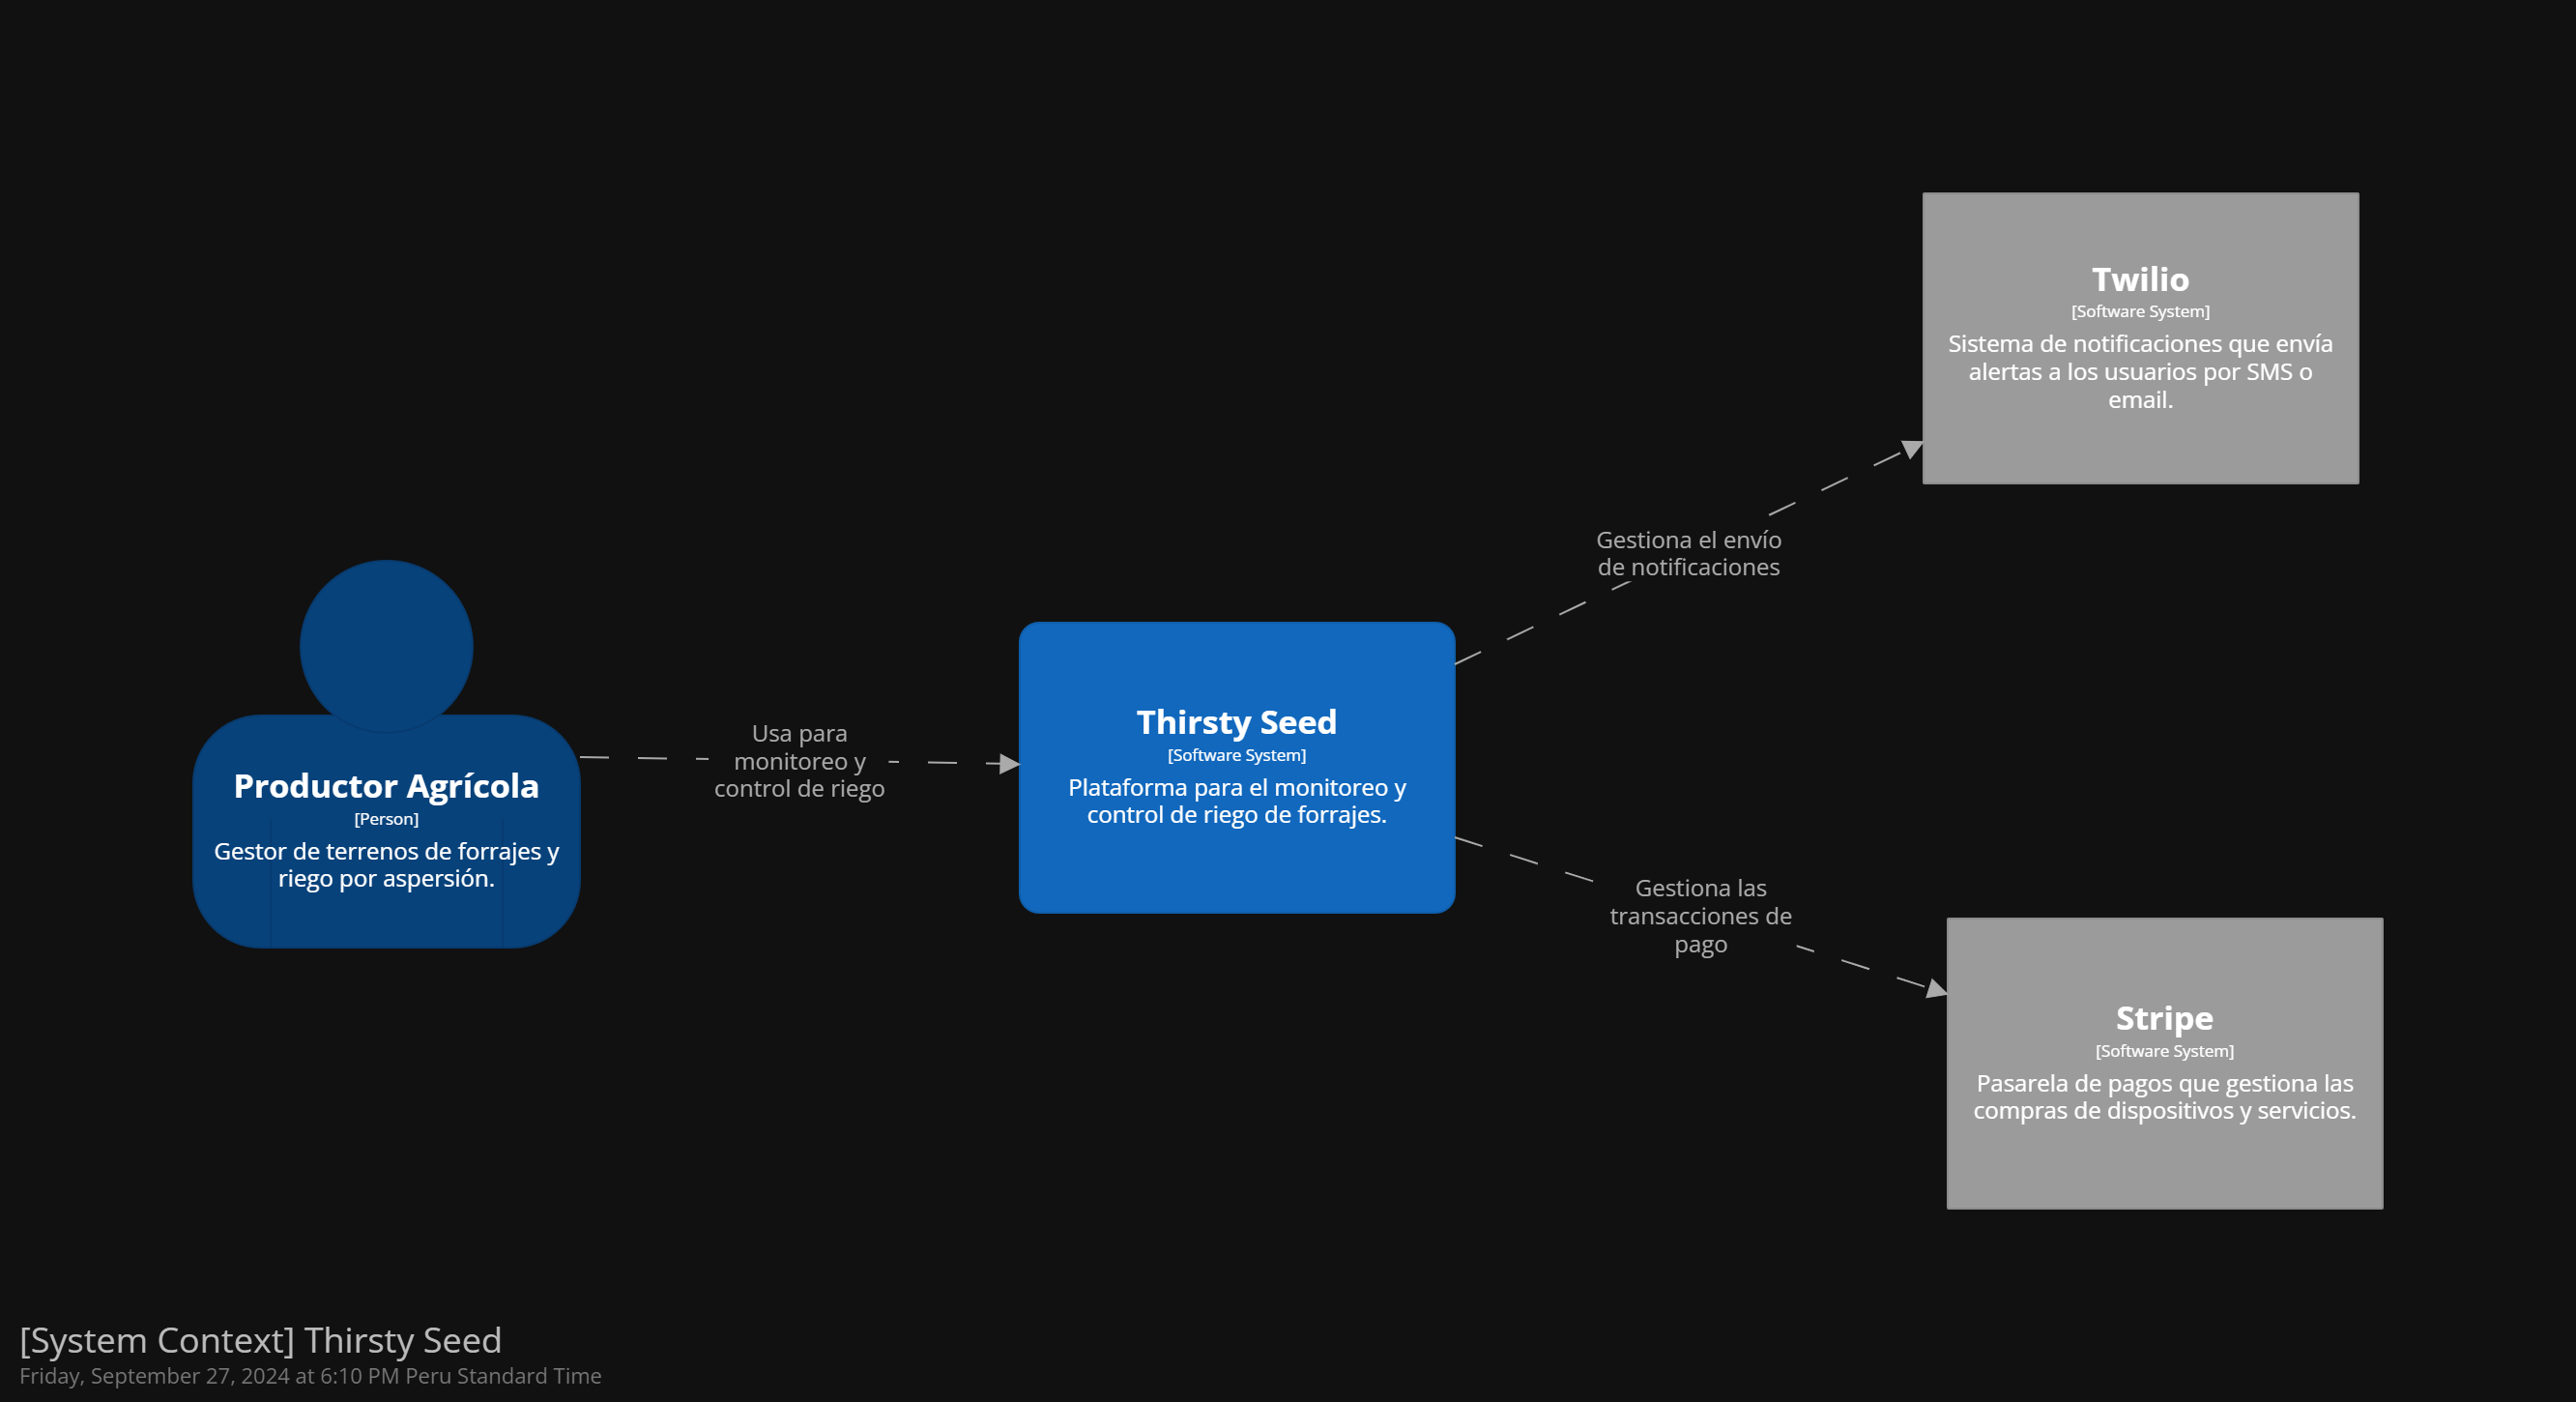 Twilio
[Software System]
Sistema de notificaciones que envía
alertas a los usuarios por SMS o
email.
Gestiona el envío
de notificaciones
Usa para
monitoreo y
control de riego
Thirsty Seed
[Software System]
Plataforma para el monitoreo y
control de riego de forrajes.
Productor Agrícola
[Person]
Gestor de terrenos de forrajes y
riego por aspersión.
Gestiona las
transacciones de
pago
Stripe
[Software System]
Pasarela de pagos que gestiona las
compras de dispositivos y servicios.
[System Context] Thirsty Seed
Friday, September 27, 2024 at 6:10 PM Peru Standard Time